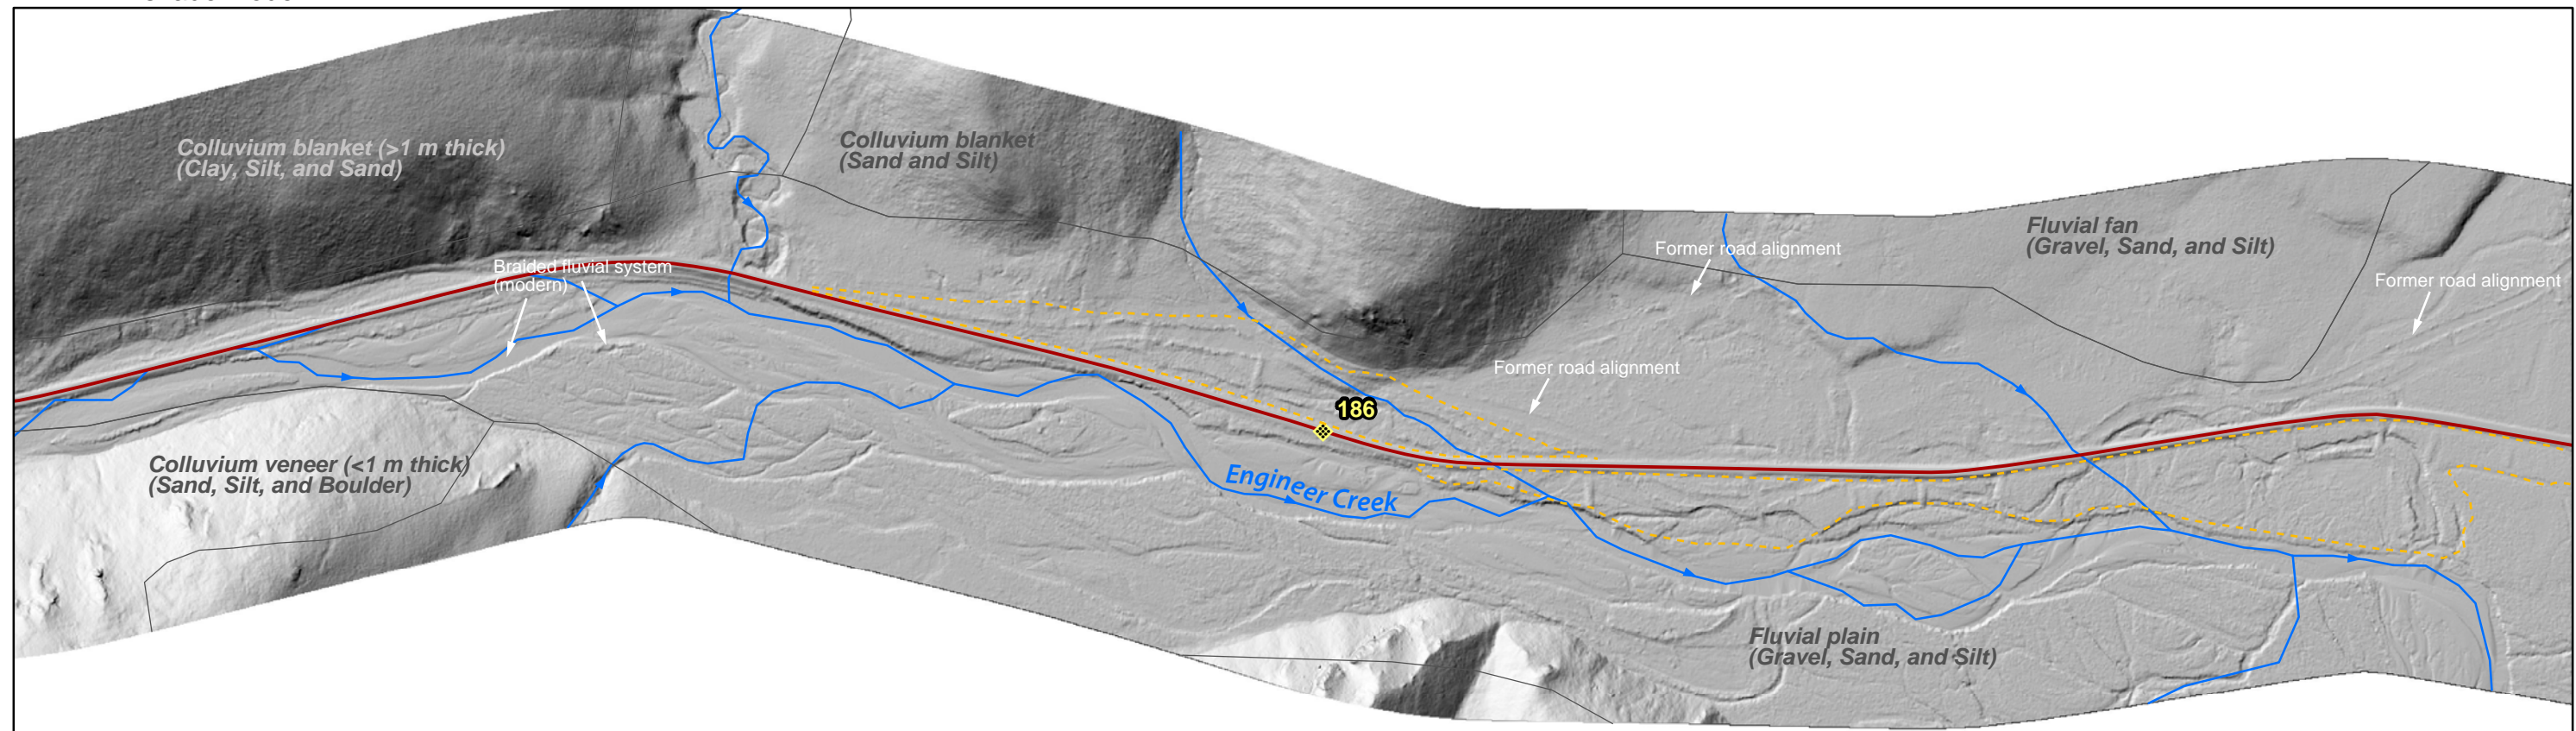 Colluvium blanket (>1 m thick)
(Clay, Silt, and Sand)
Colluvium blanket
(Sand and Silt)
Fluvial fan
(Gravel, Sand, and Silt)
Former road alignment
Former road alignment
Braided fluvial system
(modern)
Former road alignment
186
Colluvium veneer (<1 m thick)
(Sand, Silt, and Boulder)
Engineer Creek
Fluvial plain
(Gravel, Sand, and Silt)